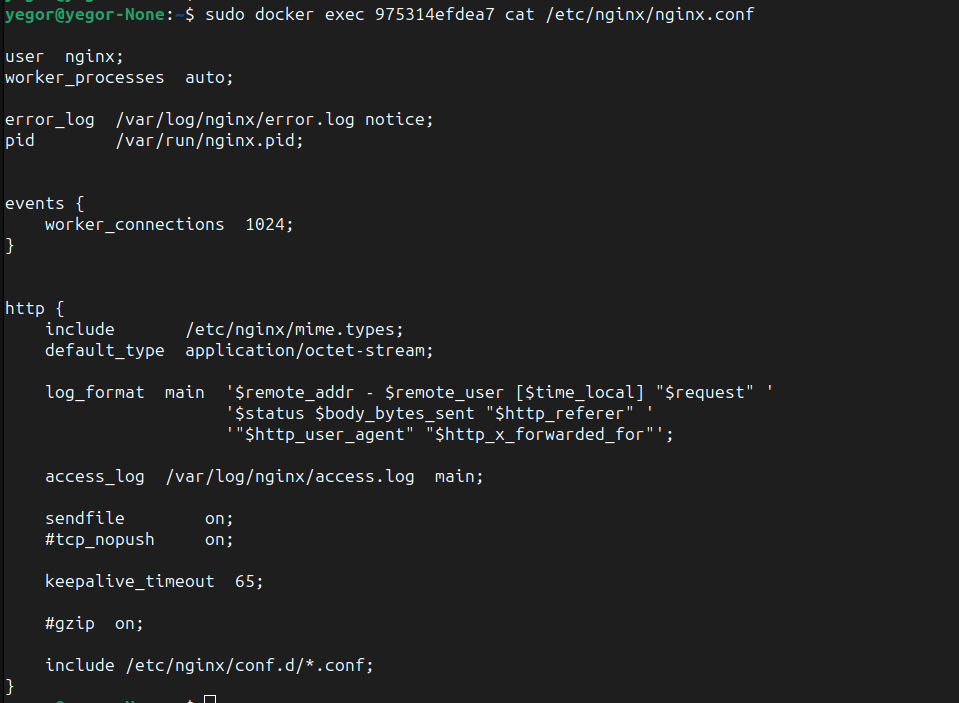 yegor@yegor-None:~$ sudo docker exec 975314efdea7 cat /etc/nginx/nginx.conf
user  nginx;
worker_processes  auto;
error_log  /var/log/nginx/error.log notice;
pid        /var/run/nginx.pid;
events {
    worker_connections  1024;
}
http {
    include       /etc/nginx/mime.types;
    default_type  application/octet-stream;
    log_format  main  '$remote_addr - $remote_user [$time_local] "$request" '
                      '$status $body_bytes_sent "$http_referer" '
                      '"$http_user_agent" "$http_x_forwarded_for"';
    access_log  /var/log/nginx/access.log  main;
    sendfile        on;
    #tcp_nopush     on;
    keepalive_timeout  65;
    #gzip  on;
    include /etc/nginx/conf.d/*.conf;
}